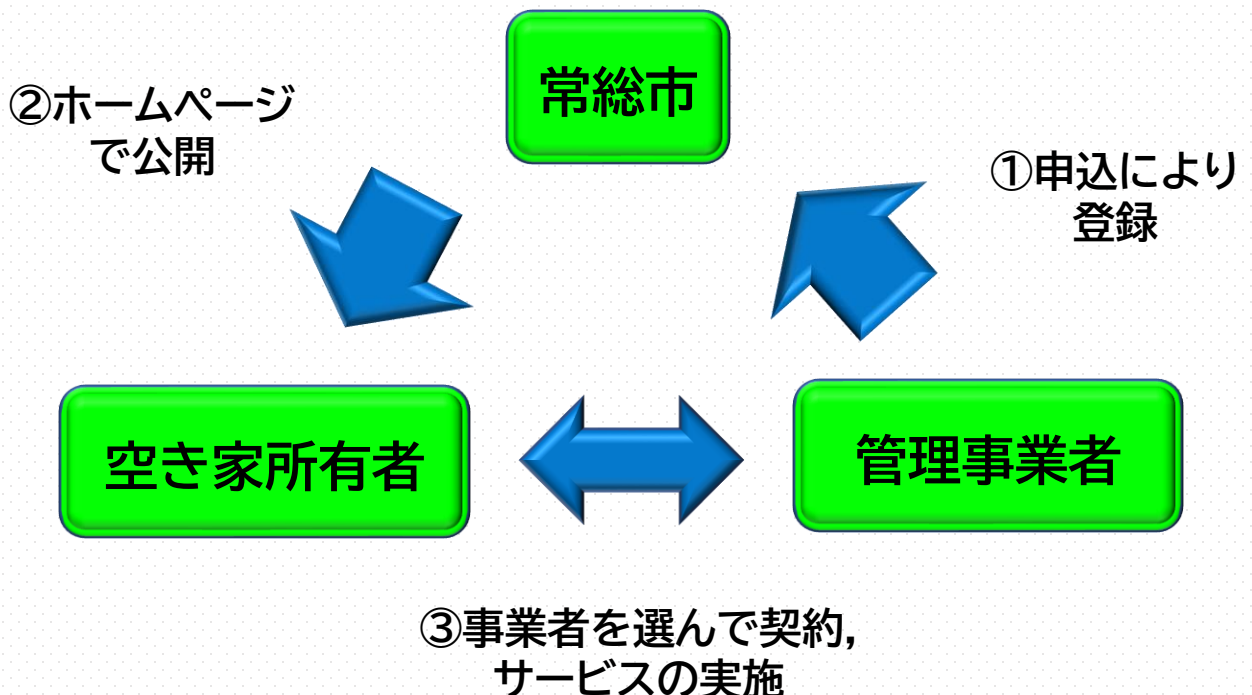 常総市
②ホームページ
で公開
①申込により
登録
空き家所有者
管理事業者
③事業者を選んで契約,
サービスの実施